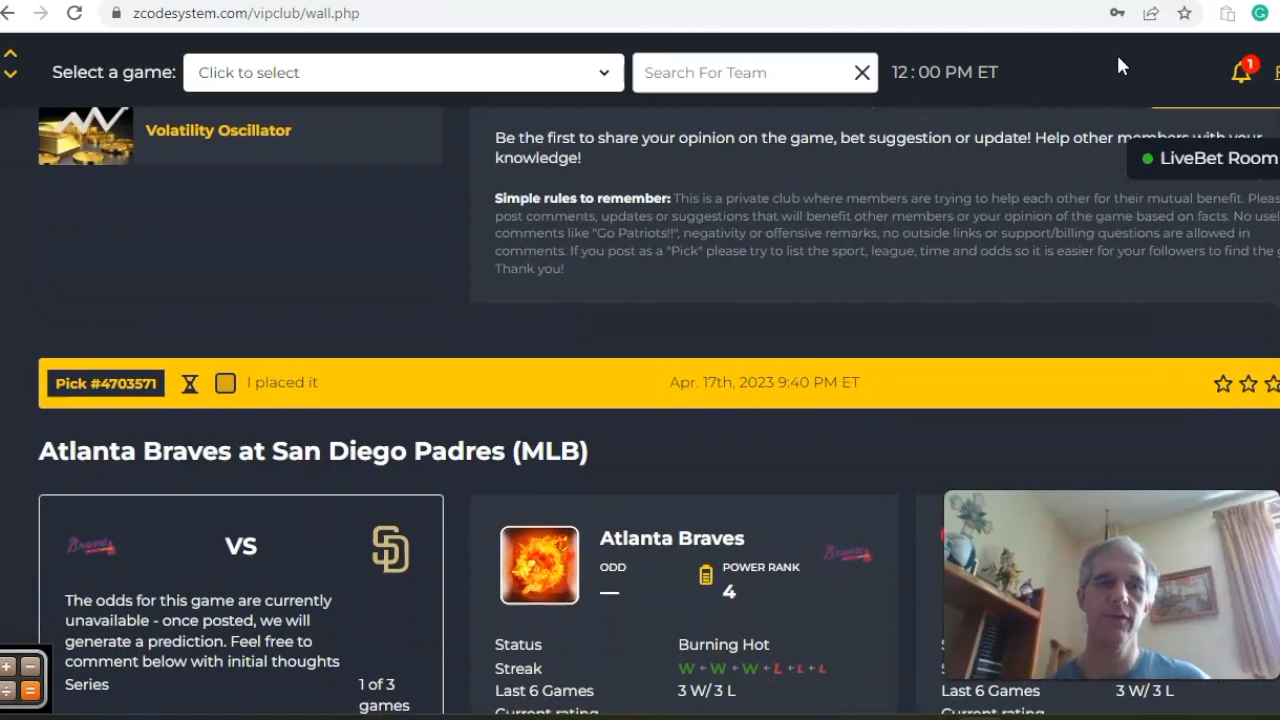 zcodesystem.com/vipclub/wall.php
Select a game:
Click to select
Search For Team
12:00 PM ET
1
Volatility Oscillator
Be the first to share your opinion on the game, bet suggestion or update! Help other members with your
knowledge!
LiveBet Room
Simple rules to remember: This is a private club where members are trying to help each other for their mutual benefit. Pleas
post comments, updates or suggestions that will benefit other members or your opinion of the game based on facts. No usel
comments like "Go Patriots!!", negativity or offensive remarks, no outside links or support/billing questions are allowed in
comments. If you post as a "Pick" please try to list the sport, league, time and odds so it is easier for your followers to find the g
Thank you!
Pick #4703571
I placed it
Apr. 17th, 2023 9:40 PM ET
Atlanta Braves at San Diego Padres (MLB)
Braves
VS
SD
The odds for this game are currently
unavailable - once posted, we will
generate a prediction. Feel free to
comment below with initial thoughts
Series
1 of 3
games
Atlanta Braves
Braves
ODD
—
POWER RANK
4
Status
Burning Hot
Streak
W W W L L L
Last 6 Games
3 W/ 3 L
Current rating
Last 6 Games
3 W/ 3 L
Current rating